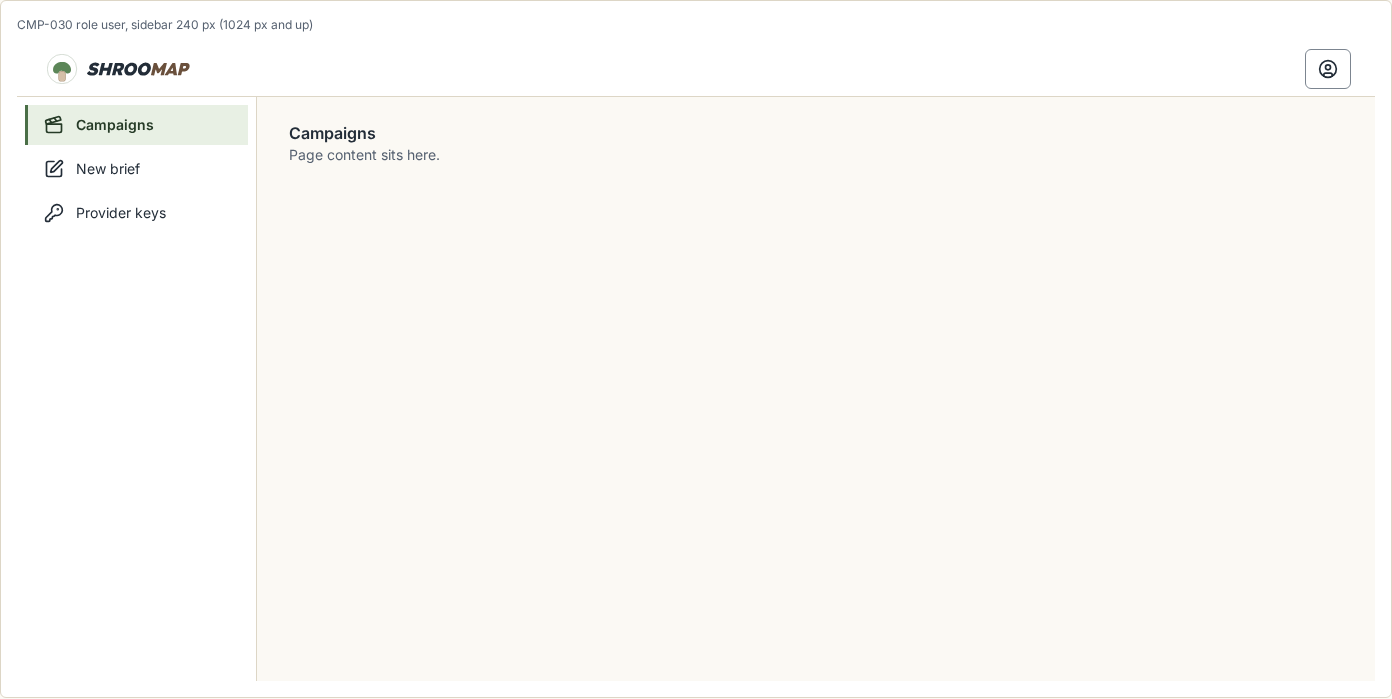 CMP-030 role user, sidebar 240 px (1024 px and up)
SHROOMAP
Campaigns
New brief
Provider keys
Campaigns
Page content sits here.